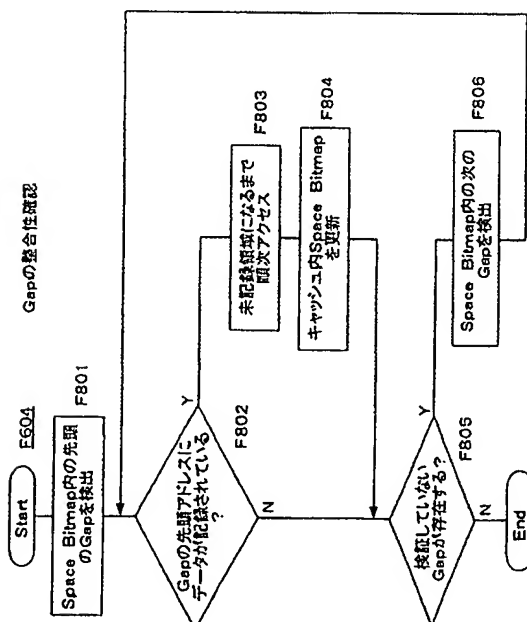 Gapの整合性確認
F604
Start
F801
Space Bitmap内の先頭
のGapを検出
F802
Gapの先頭アドレスに
データが記録されている
?
Y
N
F803
未記録領域になるまで
順次アクセス
F804
キャッシュ内Space Bitmap
を更新
F805
検証していない
Gapが存在する?
Y
N
F806
Space Bitmap内の次の
Gapを検出
End